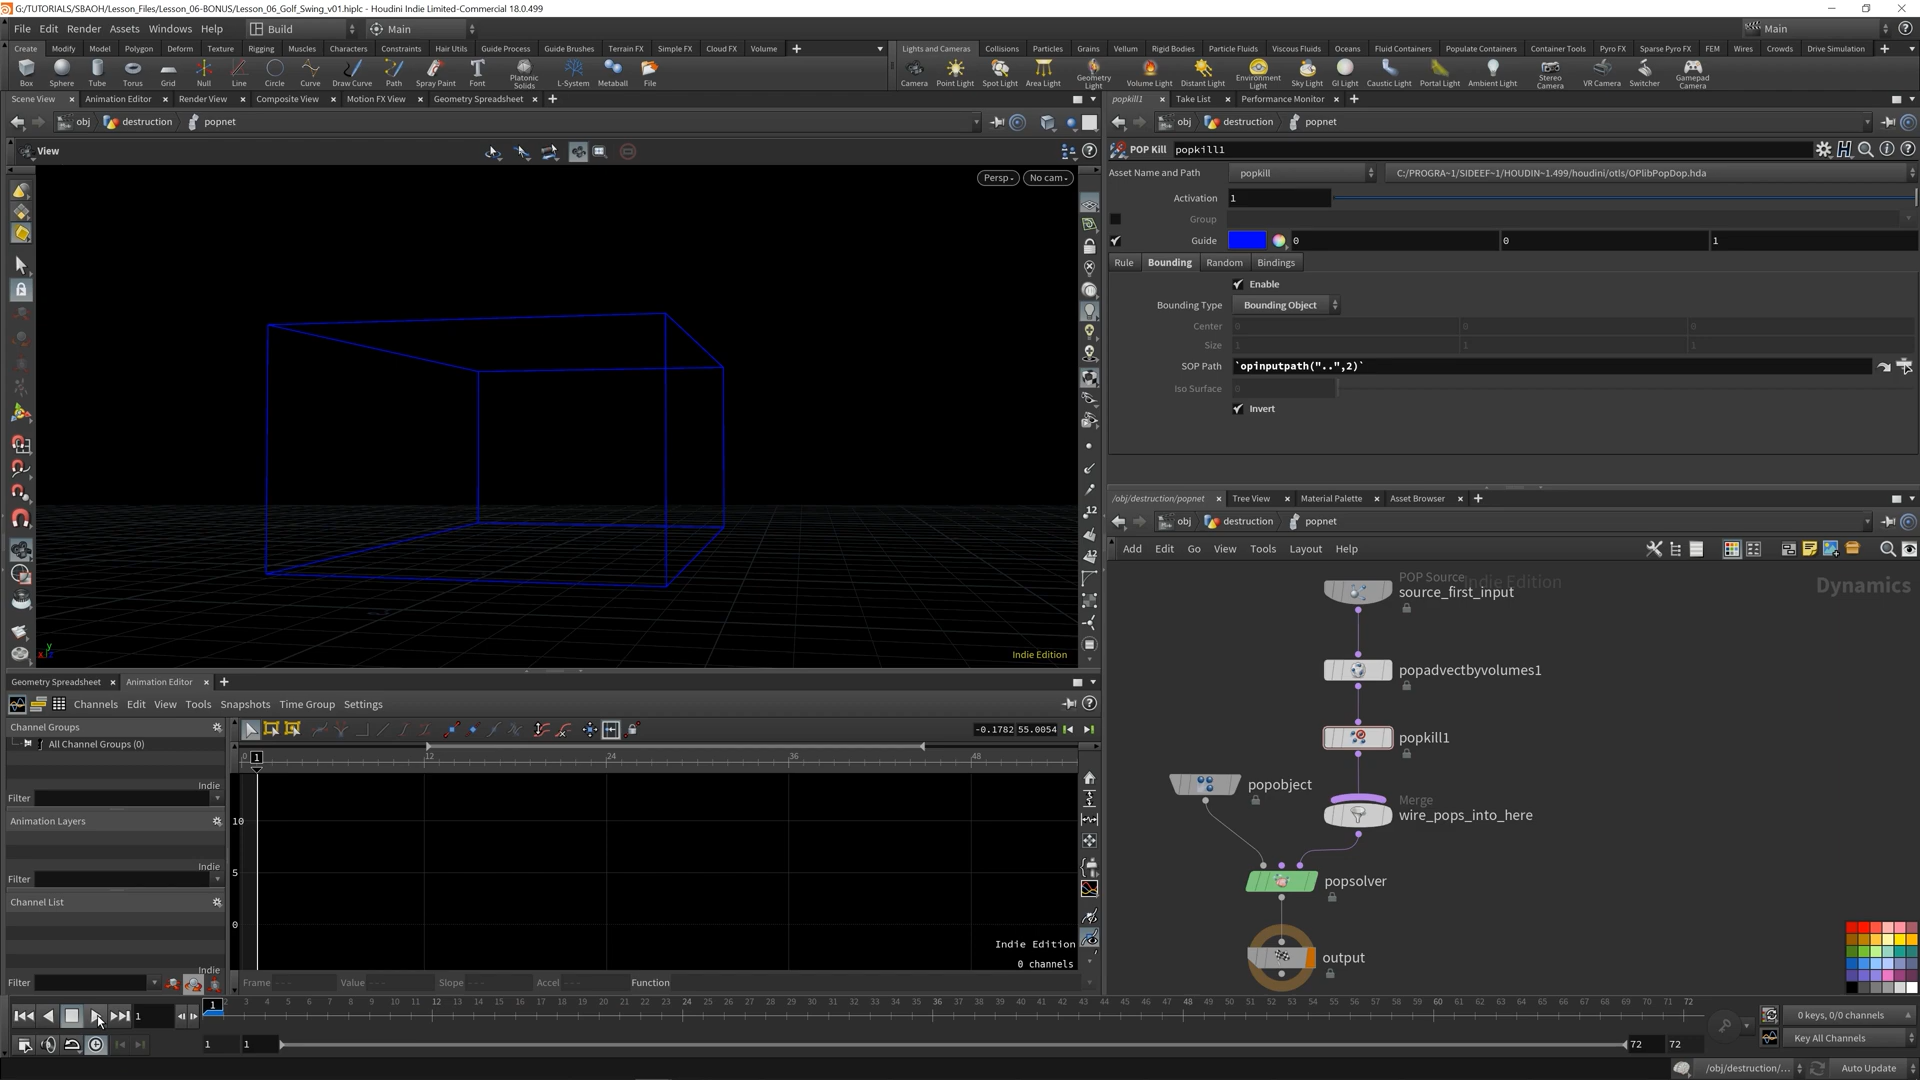 G:/TUTORIALS/SBAOH/Lesson_Files/Lesson_06-BONUS/Lesson_06_Golf_Swing_v01.hiplc - Houdini Indie Limited-Commercial 18.0.499
File Edit Render Assets Windows Help Build Main Main
Create Modify Model Polygon Deform Texture Rigging Muscles Characters Constraints Hair Utils Guide Process Guide Brushes Terrain FX Simple FX Cloud FX Volume
Lights and Cameras Collisions Particles Grains Vellum Rigid Bodies Particle Fluids Viscous Fluids Oceans Fluid Containers Populate Containers Container Tools Pyro FX Sparse Pyro FX FEM Wires Crowds Drive Simulation
Box Sphere Tube Torus Grid Null Line Circle Curve Draw Curve Path Spray Paint Font Platonic Solids L-System Metaball File
Camera Point Light Spot Light Area Light Geometry Light Volume Light Distant Light Environment Light Sky Light GI Light Caustic Light Portal Light Ambient Light Stereo Camera VR Camera Switcher Gamepad Camera
Scene View Animation Editor Render View Composite View Motion FX View Geometry Spreadsheet
popkill1 Take List Performance Monitor
obj destruction popnet
obj destruction popnet
View
Persp No cam
Indie Edition
POP Kill popkill1
Asset Name and Path popkill C:/PROGRA~1/SIDEEF~1/HOUDIN~1.499/houdini/otls/OPlibPopDop.hda
Activation 1
Group
Guide 0 0 1
Rule Bounding Random Bindings
Enable
Bounding Type Bounding Object
Center 0 0 0
Size 1 1 1
SOP Path `opinputpath("..",2)`
Iso Surface 0
Invert
/obj/destruction/popnet Tree View Material Palette Asset Browser
obj destruction popnet
Add Edit Go View Tools Layout Help
Indie Edition
Dynamics
POP Source
source_first_input
popadvectbyvolumes1
popkill1
popobject
Merge
wire_pops_into_here
popsolver
output
Geometry Spreadsheet Animation Editor
Channels Edit View Tools Snapshots Time Group Settings
Channel Groups
All Channel Groups (0)
Indie
Filter
Animation Layers
Indie
Filter
Channel List
Indie
Filter
-0.1782 55.0054
0 1 12 24 36 48
10
5
0
Indie Edition
0 channels
Frame Value Slope Accel Function
1
1 2 3 4 5 6 7 8 9 10 11 12 13 14 15 16 17 18 19 20 21 22 23 24 25 26 27 28 29 30 31 32 33 34 35 36 37 38 39 40 41 42 43 44 45 46 47 48 49 50 51 52 53 54 55 56 57 58 59 60 61 62 63 64 65 66 67 68 69 70 71 72
1 1 72 72
0 keys, 0/0 channels
Key All Channels
/obj/destruction/... Auto Update